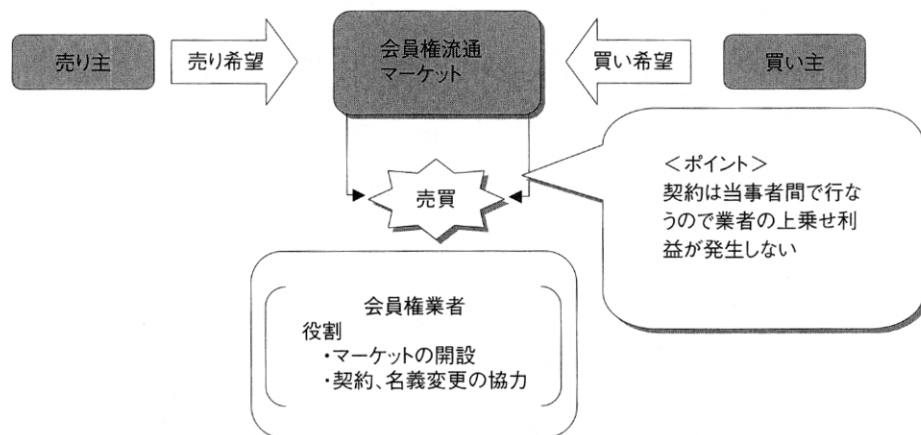 売り主
売り希望
会員権流通
マーケット
買い希望
買い主
売買
＜ポイント＞
契約は当事者間で行な
うので業者の上乗せ利
益が発生しない
会員権業者
役割
・マーケットの開設
・契約、名義変更の協力